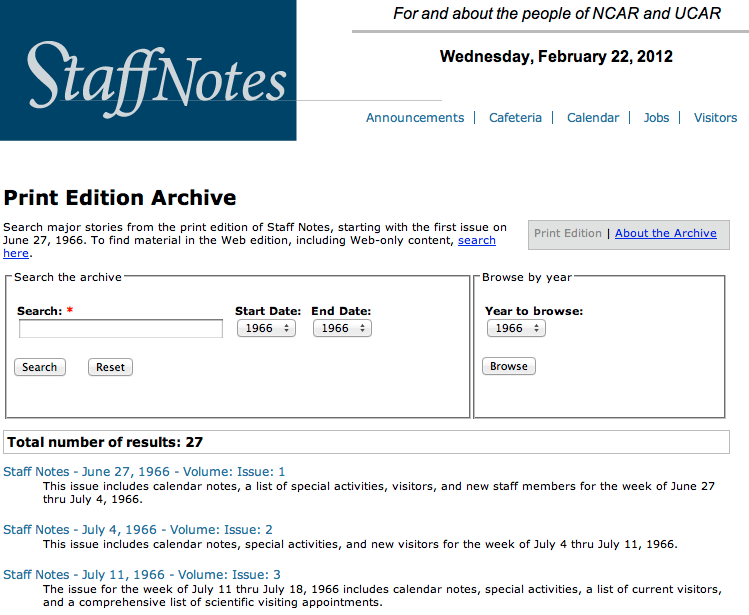 StaffNotes
For and about the people of NCAR and UCAR
Wednesday, February 22, 2012
Announcements | Cafeteria | Calendar | Jobs | Visitors
Print Edition Archive
Search major stories from the print edition of Staff Notes, starting with the first issue on
June 27, 1966. To find material in the Web edition, including Web-only content, search
here.
Print Edition | About the Archive
Search the archive
Search: *
Start Date: End Date:
1966 1966
Search Reset
Browse by year
Year to browse:
1966
Browse
Total number of results: 27
Staff Notes - June 27, 1966 - Volume: Issue: 1
This issue includes calendar notes, a list of special activities, visitors, and new staff members for the week of June 27
thru July 4, 1966.
Staff Notes - July 4, 1966 - Volume: Issue: 2
This issue includes calendar notes, special activities, and new visitors for the week of July 4 thru July 11, 1966.
Staff Notes - July 11, 1966 - Volume: Issue: 3
The issue for the week of July 11 thru July 18, 1966 includes calendar notes, special activities, a list of current visitors,
and a comprehensive list of scientific visiting appointments.